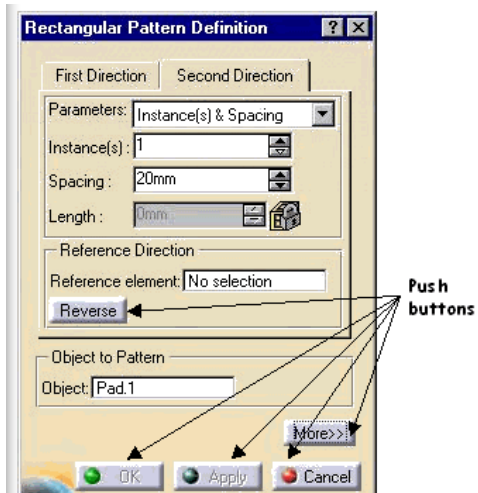 Rectangular Pattern Definition
First Direction Second Direction
Parameters: Instance(s) & Spacing
Instance(s) : 1
Spacing : 20mm
Length : 0mm
Reference Direction
Reference element: No selection
Reverse
Push
buttons
Object to Pattern
Object: Pad.1
More>>
OK Apply Cancel